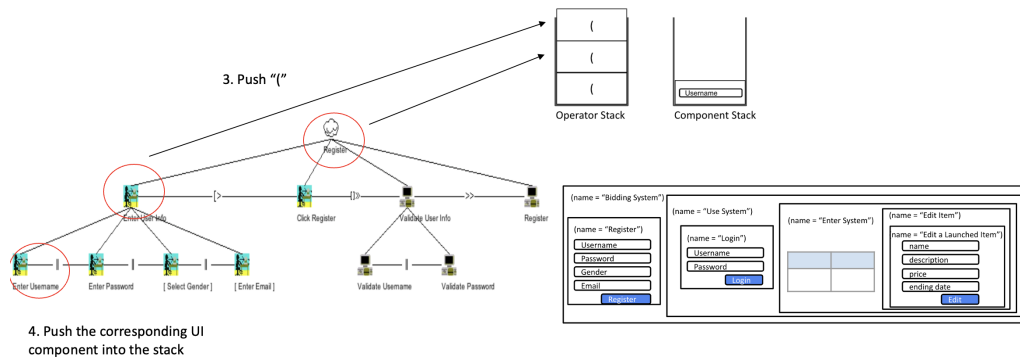 3. Push “(”
(
(
(
Username
Operator Stack
Component Stack
Register
Enter User Info
[>
Click Register
[]>>
Validate User Info
>>
Register
Enter Username
Enter Password
[ Select Gender ]
[ Enter Email ]
Validate Username
Validate Password
4. Push the corresponding UI
component into the stack
(name = “Bidding System”)
(name = “Register”)
Username
Password
Gender
Email
Register
(name = “Use System”)
(name = “Login”)
Username
Password
Login
(name = “Enter System”)
(name = “Edit Item”)
name = “Edit a Launched Item”)
name
description
price
ending date
Edit